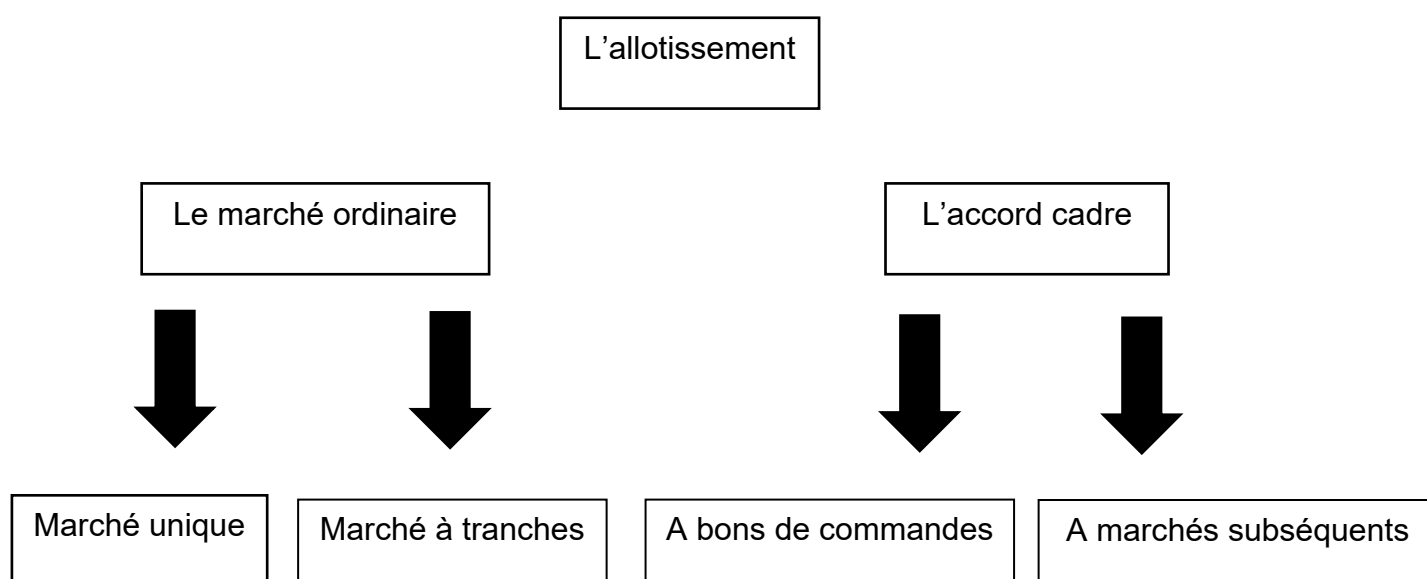 L’allotissement
Le marché ordinaire
L’accord cadre
Marché unique
Marché à tranches
A bons de commandes
A marchés subséquents